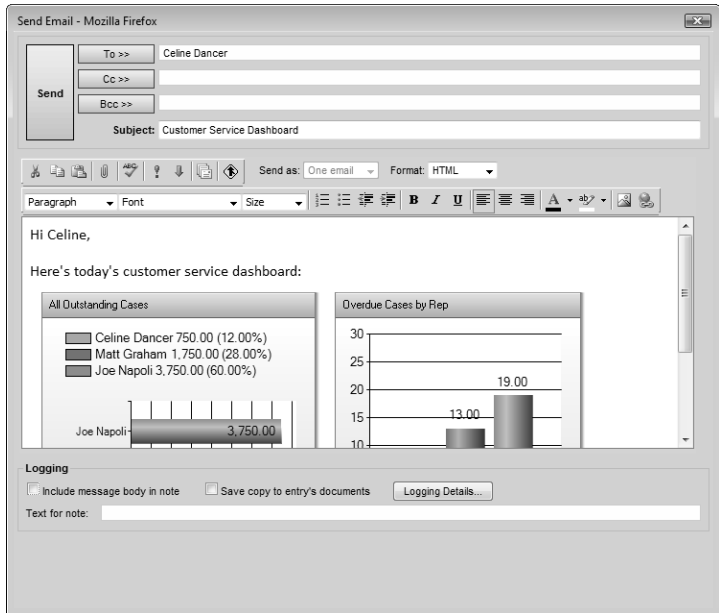 Send Email - Mozilla Firefox
Send
To >> Celine Dancer
Cc >>
Bcc >>
Subject: Customer Service Dashboard
ABC Send as: One email Format: HTML
Paragraph Font Size B I U A ab
Hi Celine,
Here's today's customer service dashboard:
All Outstanding Cases
Celine Dancer 750.00 (12.00%)
Matt Graham 1,750.00 (28.00%)
Joe Napoli 3,750.00 (60.00%)
Joe Napoli 3,750.00
Overdue Cases by Rep
30
25
20
15
10
13.00
19.00
Logging
Include message body in note Save copy to entry's documents Logging Details...
Text for note: